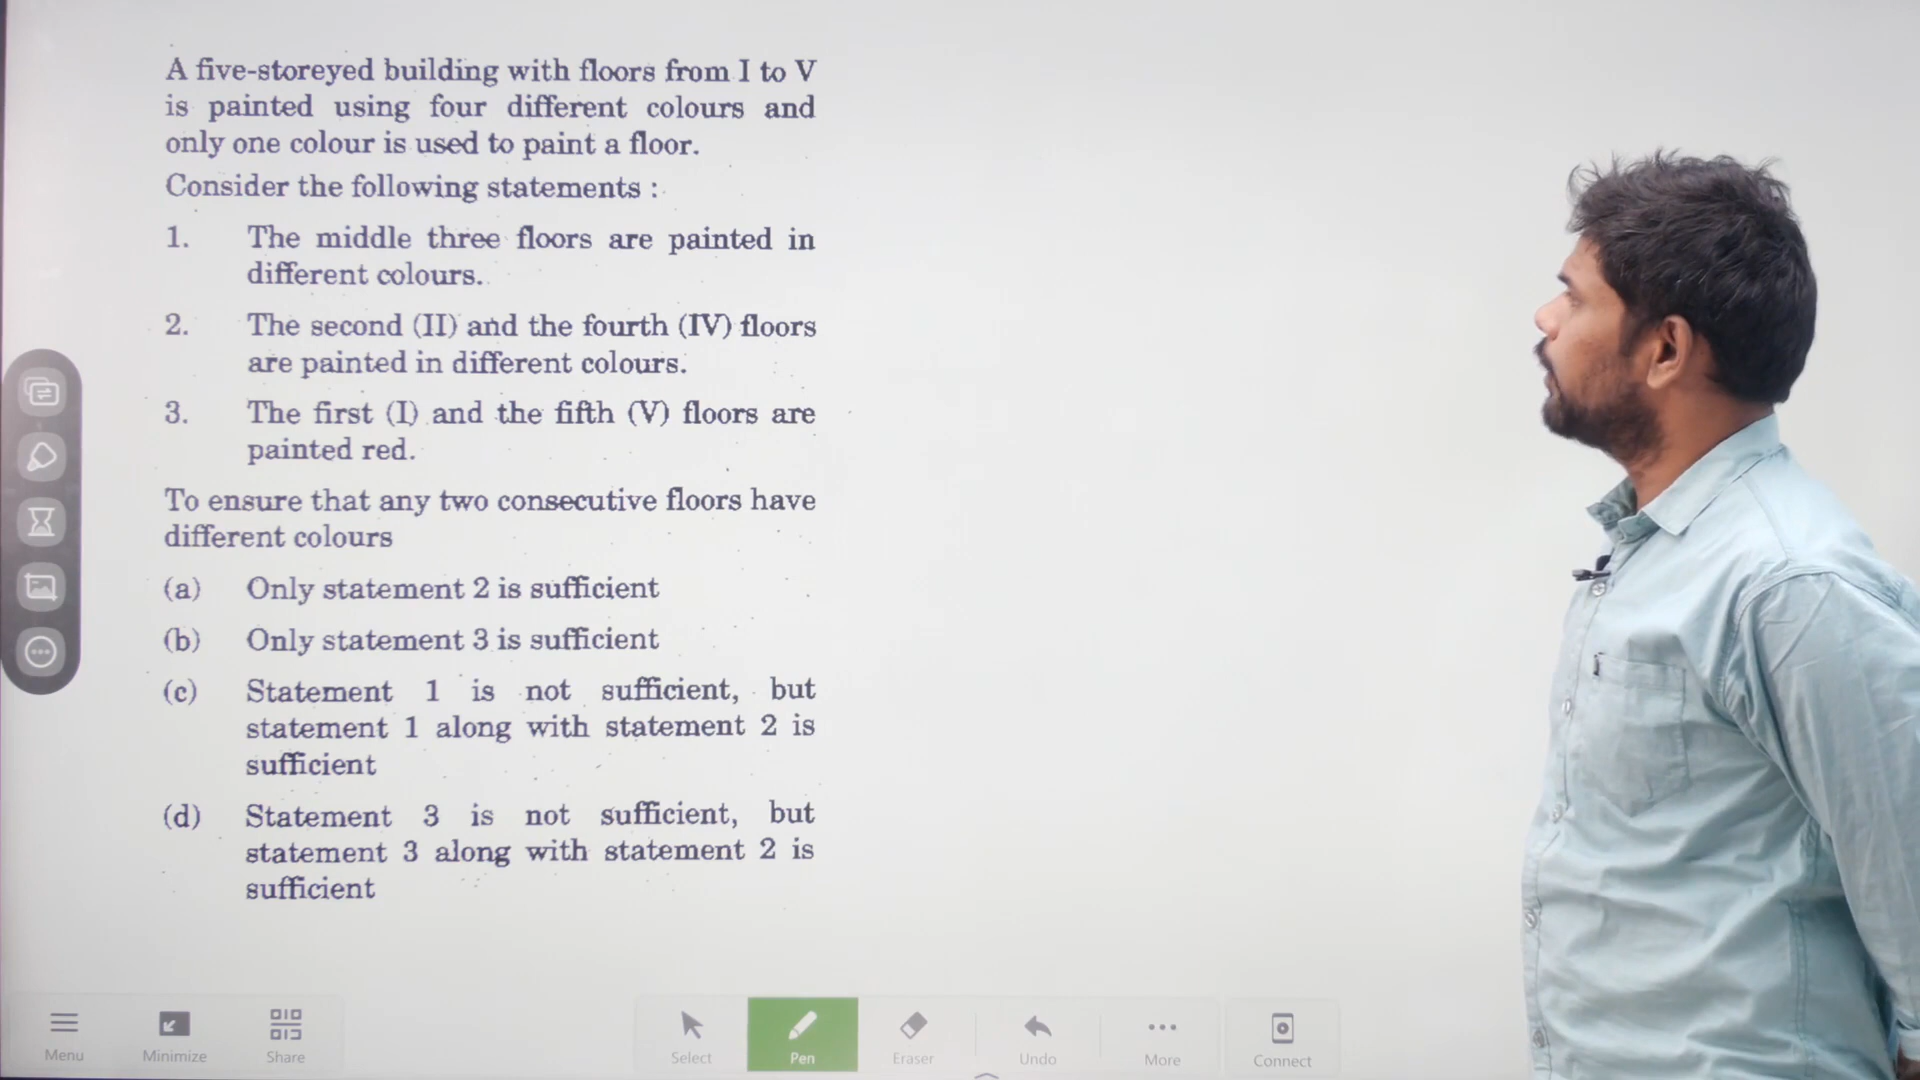 A five-storeyed building with floors from I to V
is painted using four different colours and
only one colour is used to paint a floor.
Consider the following statements :
1. The middle three floors are painted in
different colours.
2. The second (II) and the fourth (IV) floors
are painted in different colours.
3. The first (I) and the fifth (V) floors are
painted red.
To ensure that any two consecutive floors have
different colours
(a) Only statement 2 is sufficient
(b) Only statement 3 is sufficient
(c) Statement 1 is not sufficient, but
statement 1 along with statement 2 is
sufficient
(d) Statement 3 is not sufficient, but
statement 3 along with statement 2 is
sufficient
Menu Minimize Share Select Pen Eraser Undo More Connect